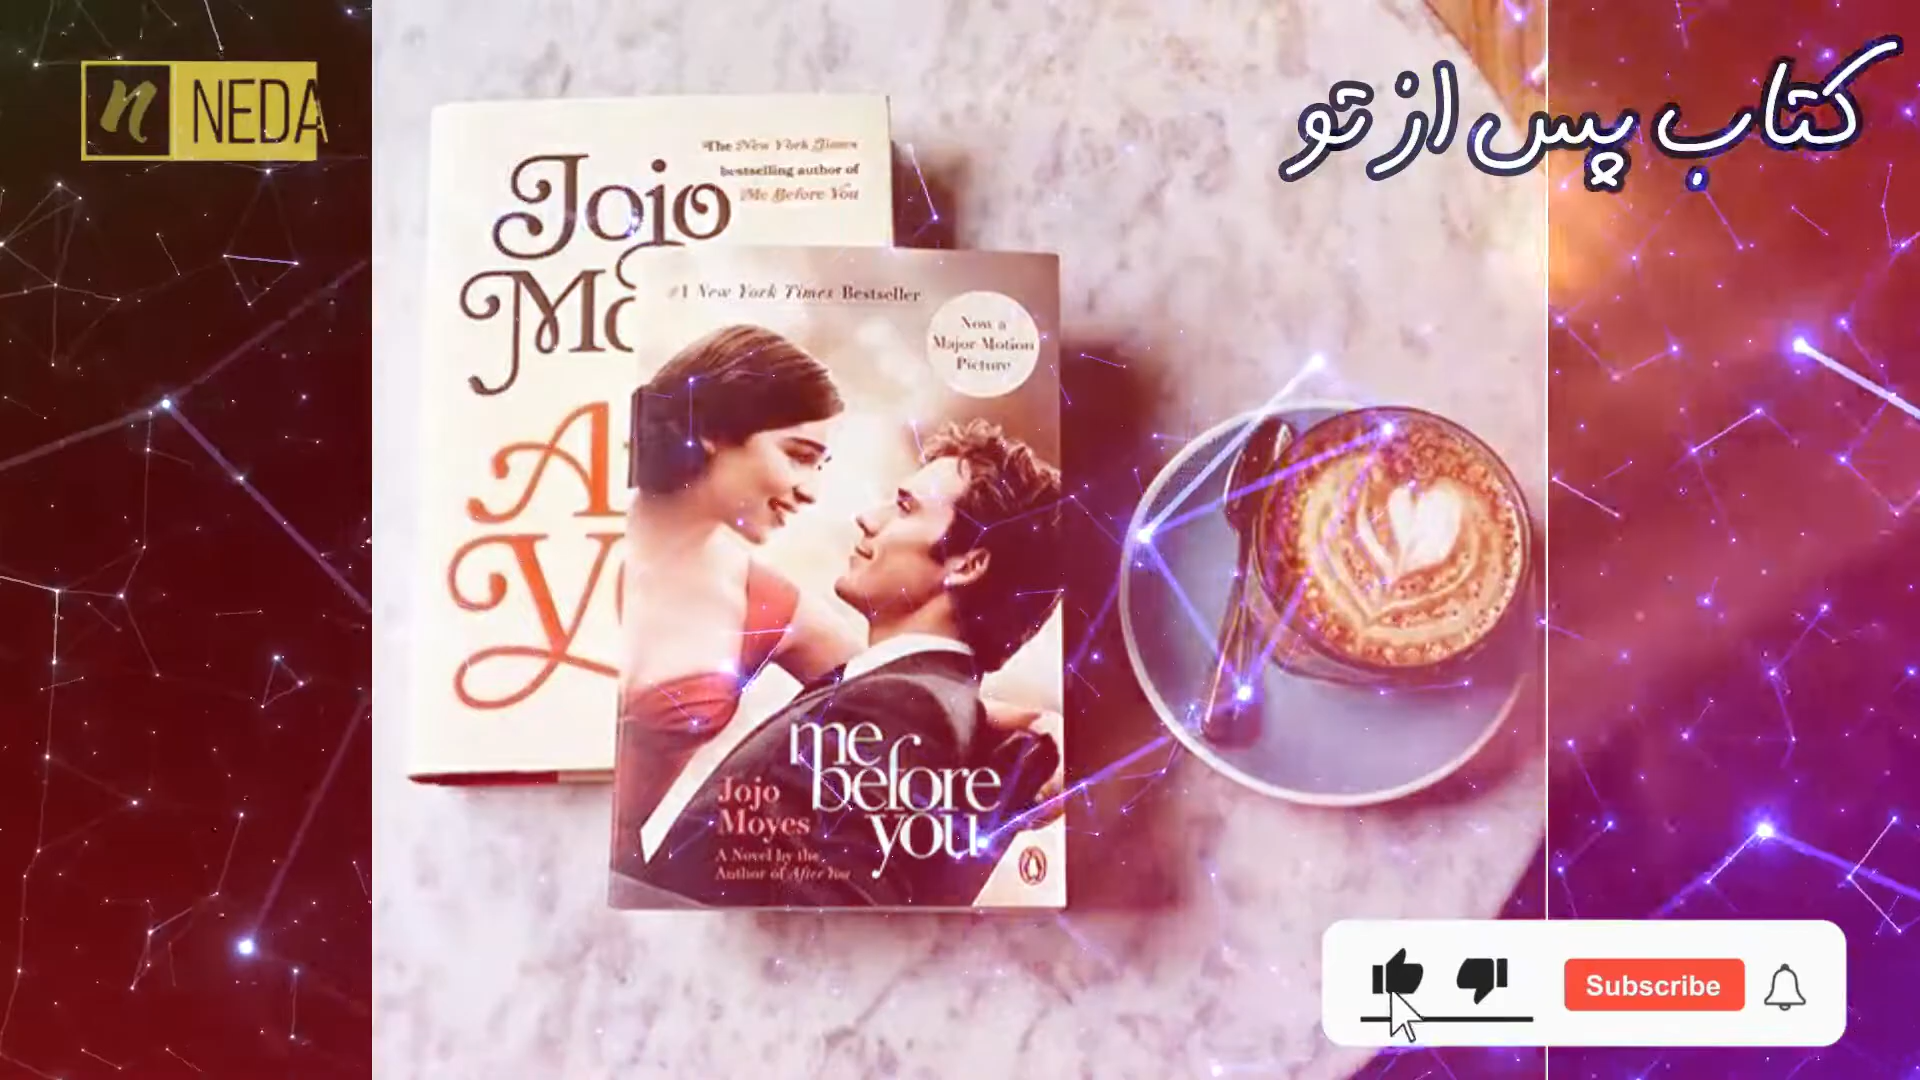 n NEDA
کتاب پس از تو
The New York Times
bestselling author of
Me Before You
Jojo
#1 New York Times Bestseller
Now a
Major Motion
Picture
me
before
you
Jojo
Moyes
A Novel by the
Author of After You
Subscribe